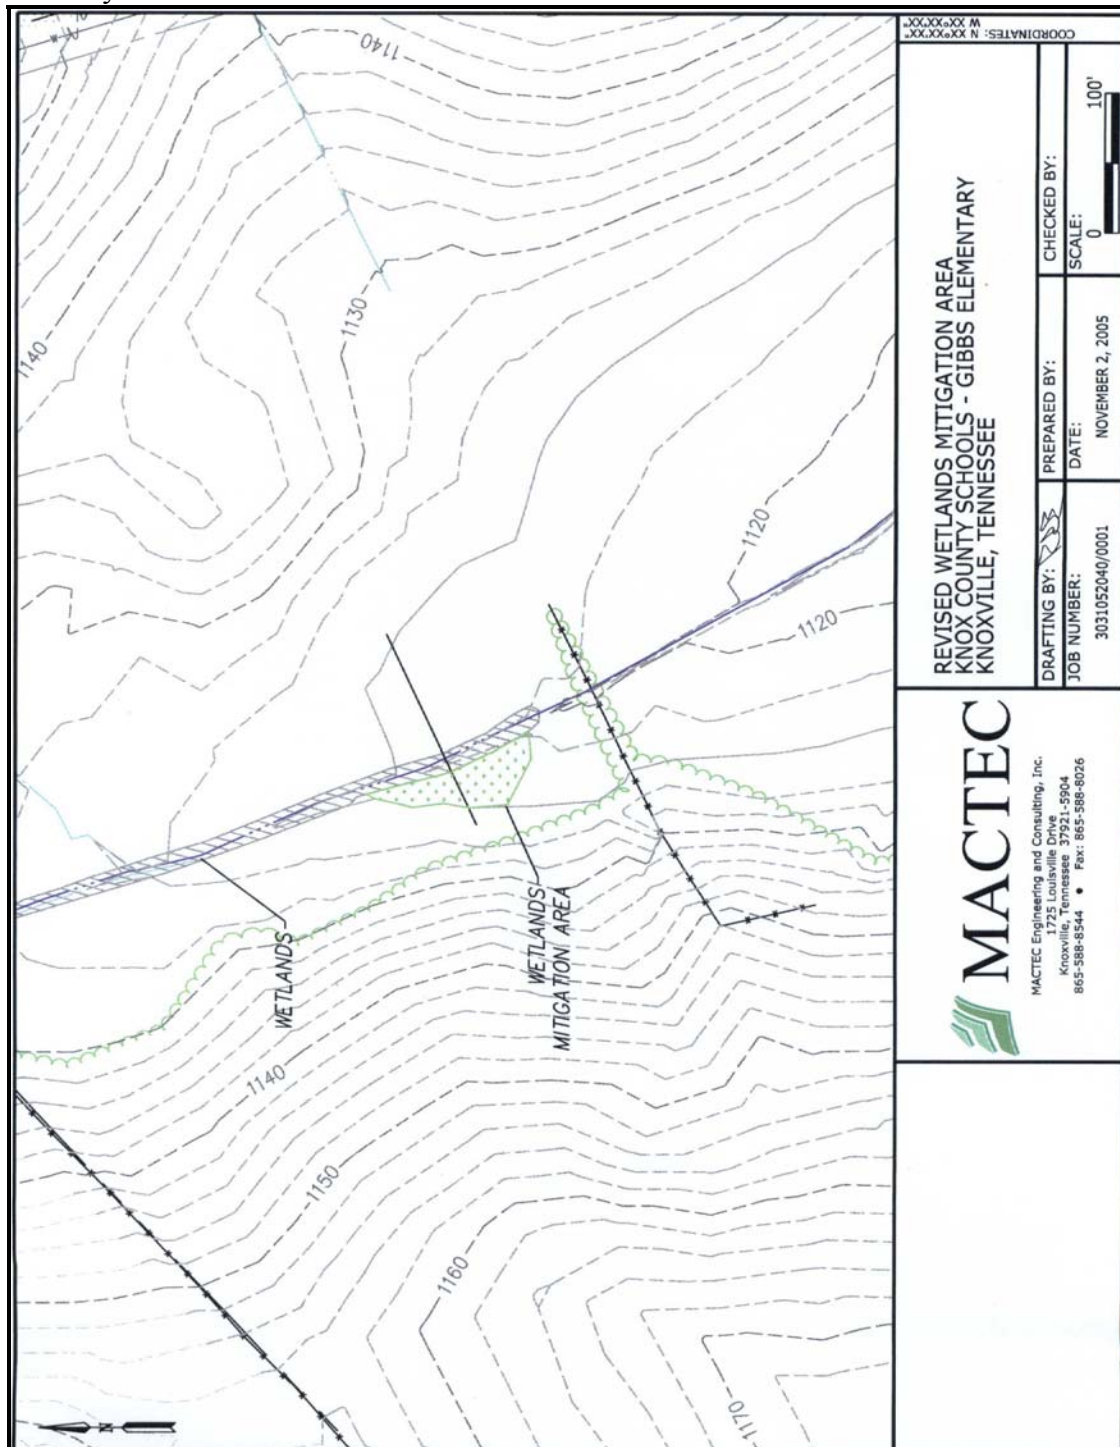 1140
1140
1130
1120
1120
WETLANDS
WETLANDS
MITIGATION AREA
1140
1150
1160
1170
N
MACTEC
MACTEC Engineering and Consulting, Inc.
1725 Louisville Drive
Knoxville, Tennessee 37921-5904
865-588-8544 • Fax: 865-588-8026
REVISED WETLANDS MITIGATION AREA
KNOX COUNTY SCHOOLS - GIBBS ELEMENTARY
KNOXVILLE, TENNESSEE
DRAFTING BY:
PREPARED BY:
CHECKED BY:
JOB NUMBER:
3031052040/0001
DATE:
NOVEMBER 2, 2005
SCALE:
0 100'
COORDINATES: N XX°XX'XX.XX"
W XX°XX'XX.XX"